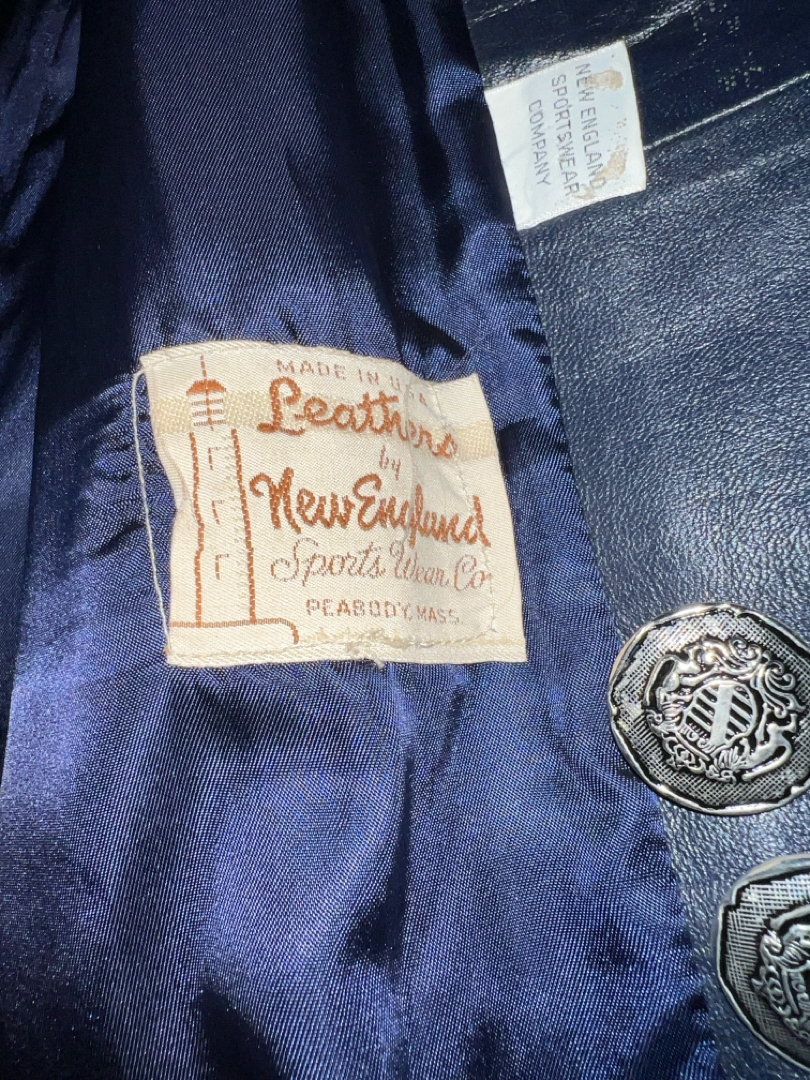 NEW ENGLAND
SPORTSWEAR
COMPANY
MADE IN U.S.A.
Leathers
by
New England
Sports Wear Co
PEABODY, MASS.